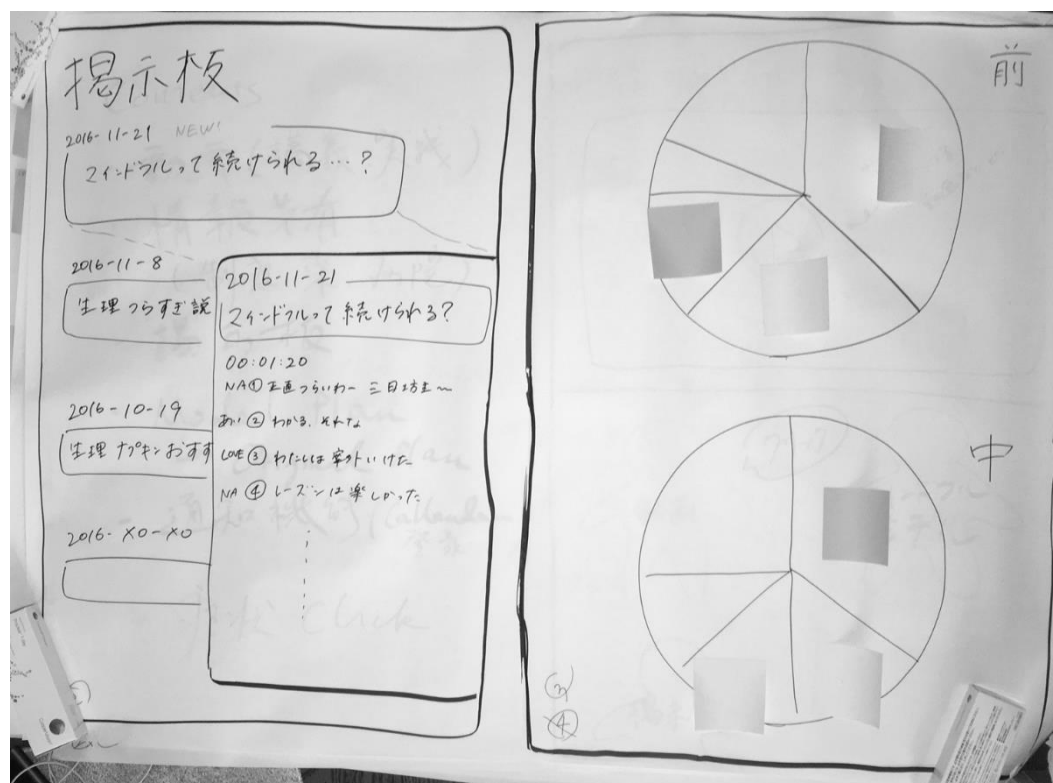 掲示板
2016-11-21 NEW!
マインドフルって続けられる…?
2016-11-8
生理つらすぎ説
2016-10-19
生理ナプキンおすす
2016-X0-X0
2016-11-21
マインドフルって続けられる?
00:01:20
NA① 正直つらいわー 三日坊主〜
あい② わかる、それな
LOVE③ わたしは案外いけた
NA④ レーズンは楽しかった
前
中
③
④